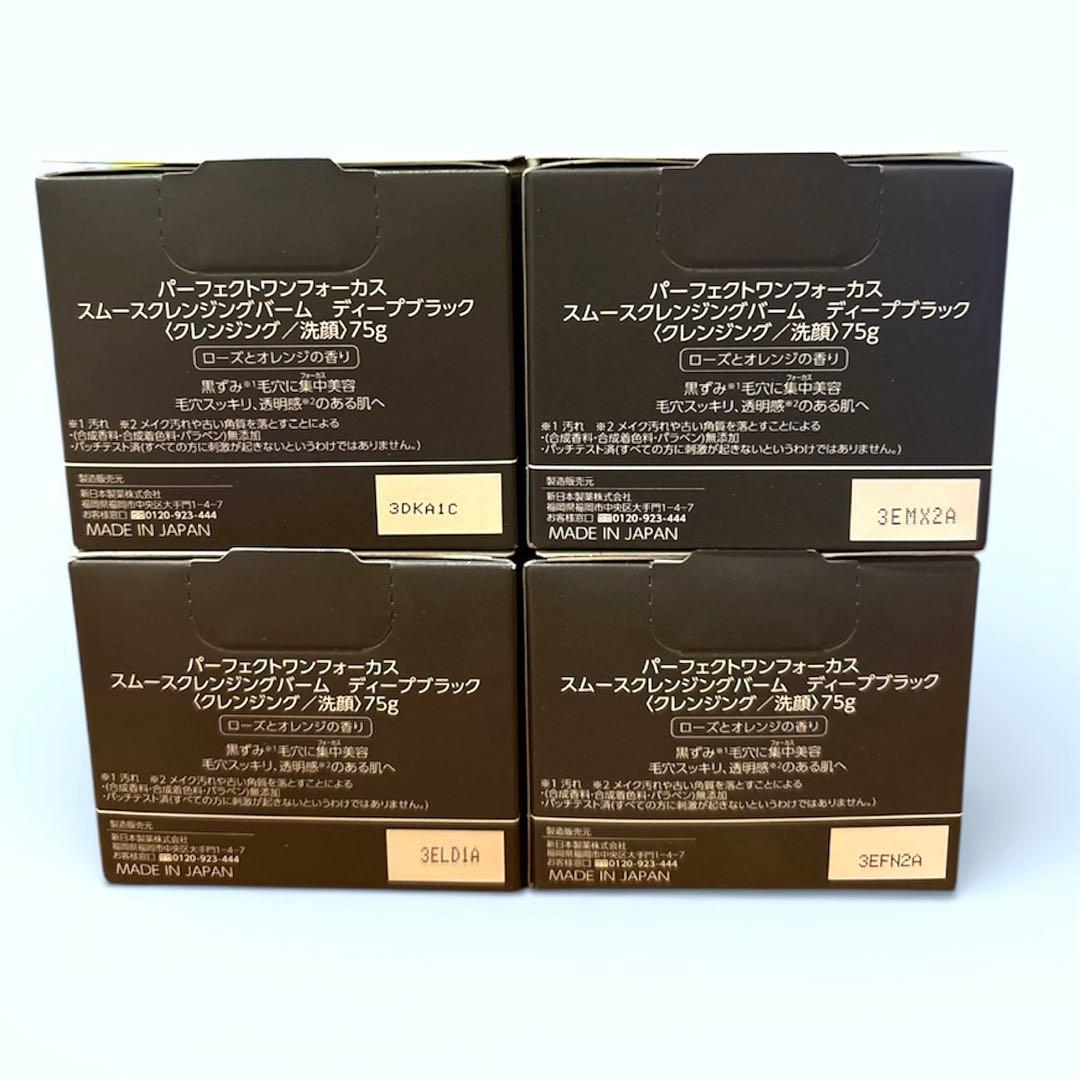 パーフェクトワンフォーカス
スムースクレンジングバーム ディープブラック
〈クレンジング／洗顔〉75g
ローズとオレンジの香り
フォーカス
黒ずみ※1毛穴に集中美容
毛穴スッキリ、透明感※2のある肌へ
※1 汚れ ※2 メイク汚れや古い角質を落とすことによる
・(合成香料・合成着色料・パラベン)無添加
・パッチテスト済(すべての方に刺激が起きないというわけではありません。)
製造販売元
新日本製薬株式会社
福岡県福岡市中央区大手門1-4-7
お客様窓口 0120-923-444
MADE IN JAPAN
3DKA1C
パーフェクトワンフォーカス
スムースクレンジングバーム ディープブラック
〈クレンジング／洗顔〉75g
ローズとオレンジの香り
フォーカス
黒ずみ※1毛穴に集中美容
毛穴スッキリ、透明感※2のある肌へ
※1 汚れ ※2 メイク汚れや古い角質を落とすことによる
・(合成香料・合成着色料・パラベン)無添加
・パッチテスト済(すべての方に刺激が起きないというわけではありません。)
製造販売元
新日本製薬株式会社
福岡県福岡市中央区大手門1-4-7
お客様窓口 0120-923-444
MADE IN JAPAN
3EMX2A
パーフェクトワンフォーカス
スムースクレンジングバーム ディープブラック
〈クレンジング／洗顔〉75g
ローズとオレンジの香り
フォーカス
黒ずみ※1毛穴に集中美容
毛穴スッキリ、透明感※2のある肌へ
※1 汚れ ※2 メイク汚れや古い角質を落とすことによる
・(合成香料・合成着色料・パラベン)無添加
・パッチテスト済(すべての方に刺激が起きないというわけではありません。)
製造販売元
新日本製薬株式会社
福岡県福岡市中央区大手門1-4-7
お客様窓口 0120-923-444
MADE IN JAPAN
3ELD1A
パーフェクトワンフォーカス
スムースクレンジングバーム ディープブラック
〈クレンジング／洗顔〉75g
ローズとオレンジの香り
フォーカス
黒ずみ※1毛穴に集中美容
毛穴スッキリ、透明感※2のある肌へ
※1 汚れ ※2 メイク汚れや古い角質を落とすことによる
・(合成香料・合成着色料・パラベン)無添加
・パッチテスト済(すべての方に刺激が起きないというわけではありません。)
製造販売元
新日本製薬株式会社
福岡県福岡市中央区大手門1-4-7
お客様窓口 0120-923-444
MADE IN JAPAN
3EFN2A